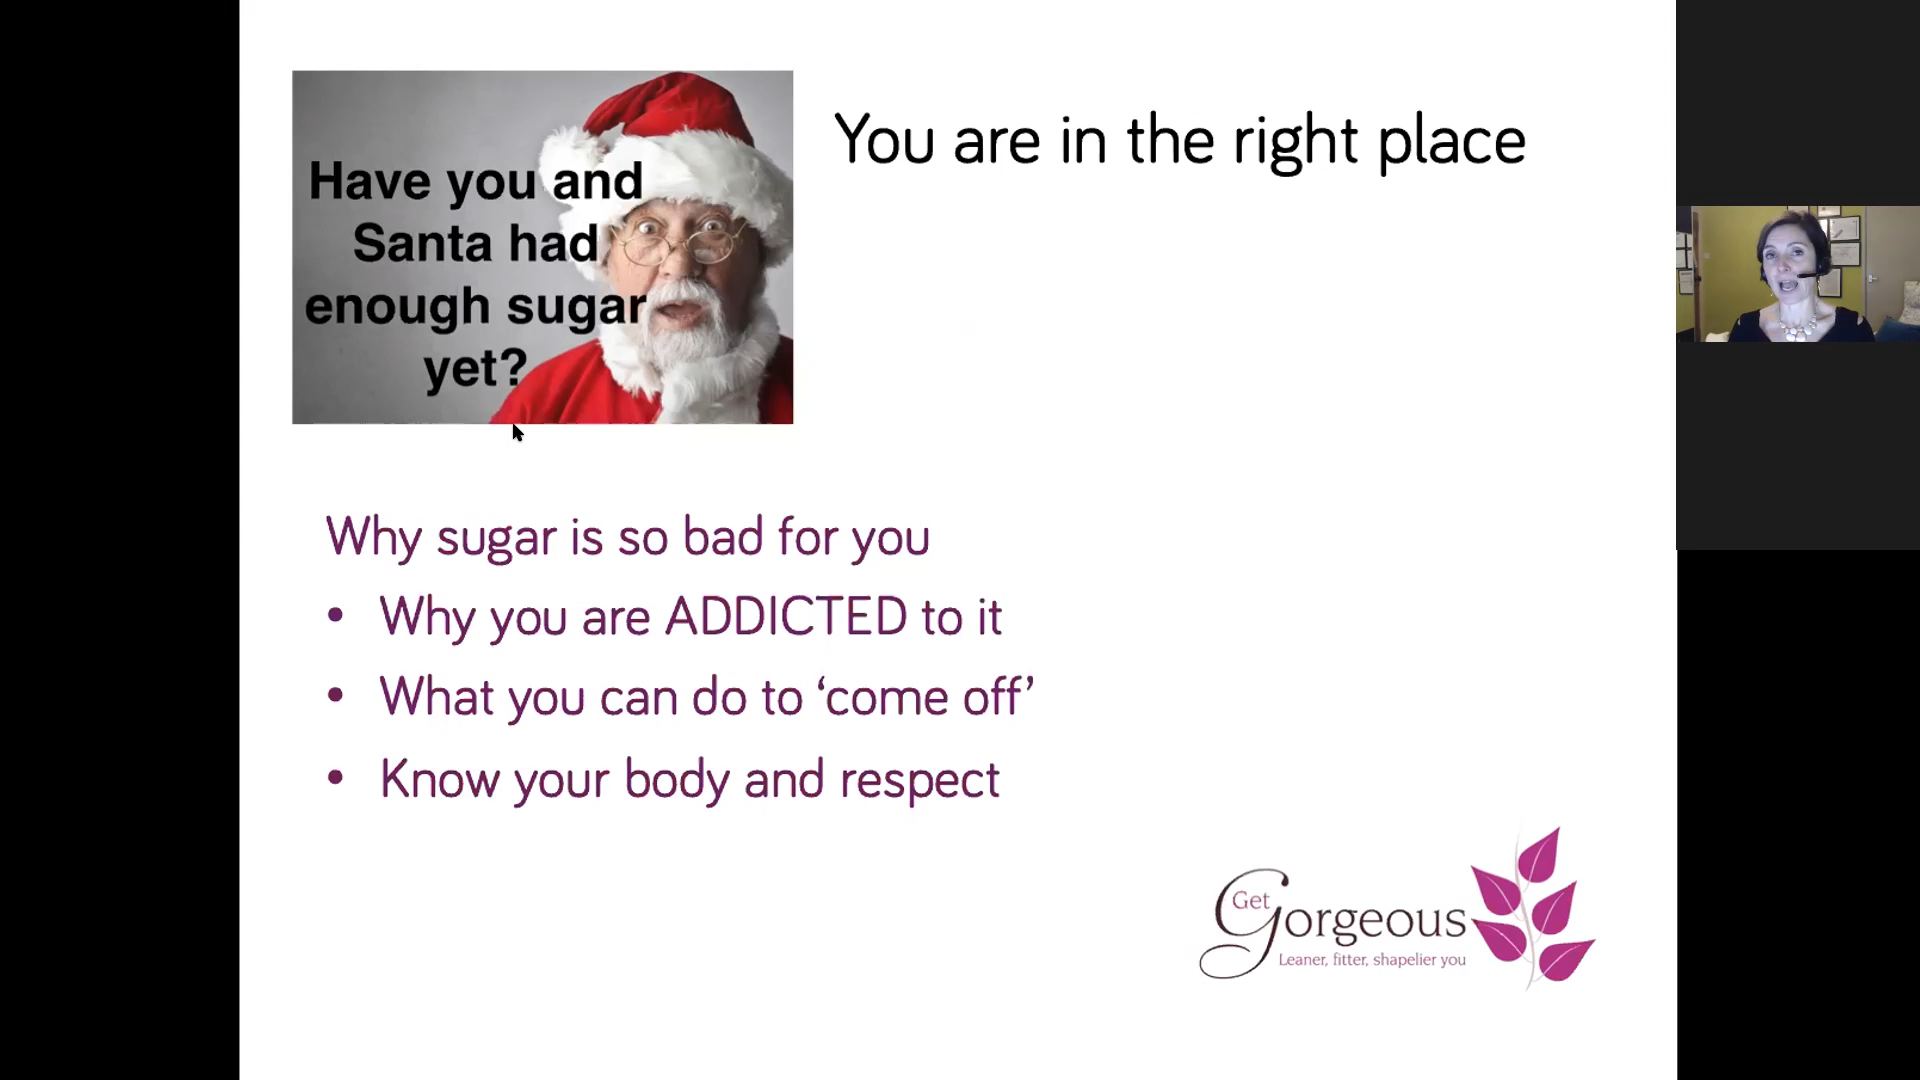 Have you and
Santa had
enough sugar
yet?
You are in the right place
Why sugar is so bad for you
• Why you are ADDICTED to it
• What you can do to ‘come off’
• Know your body and respect
Get
Gorgeous
Leaner, fitter, shapelier you